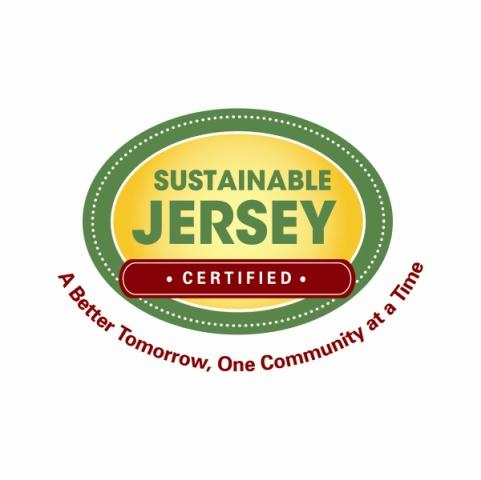 SUSTAINABLE
JERSEY
• CERTIFIED •
A Better Tomorrow, One Community at a Time